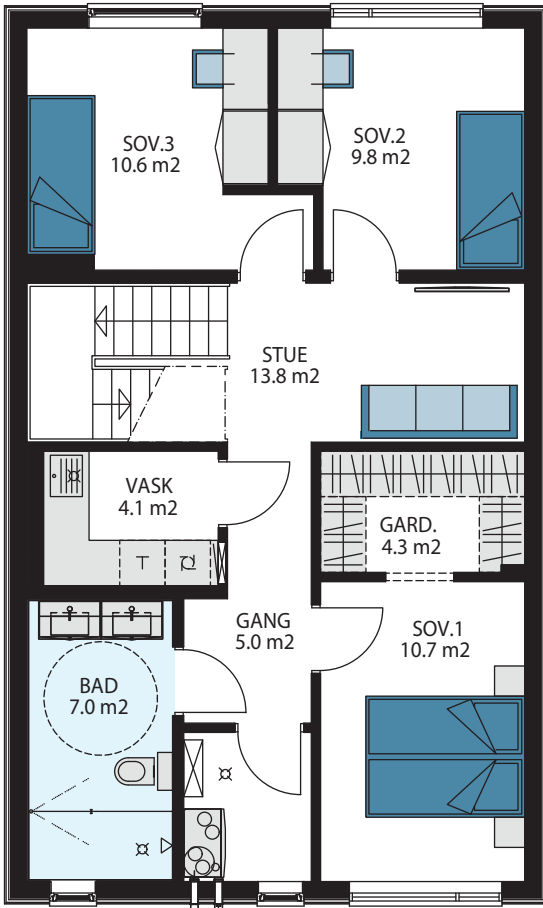 SOV.3
10.6 m2
SOV.2
9.8 m2
STUE
13.8 m2
VASK
4.1 m2
GARD.
4.3 m2
GANG
5.0 m2
SOV.1
10.7 m2
BAD
7.0 m2